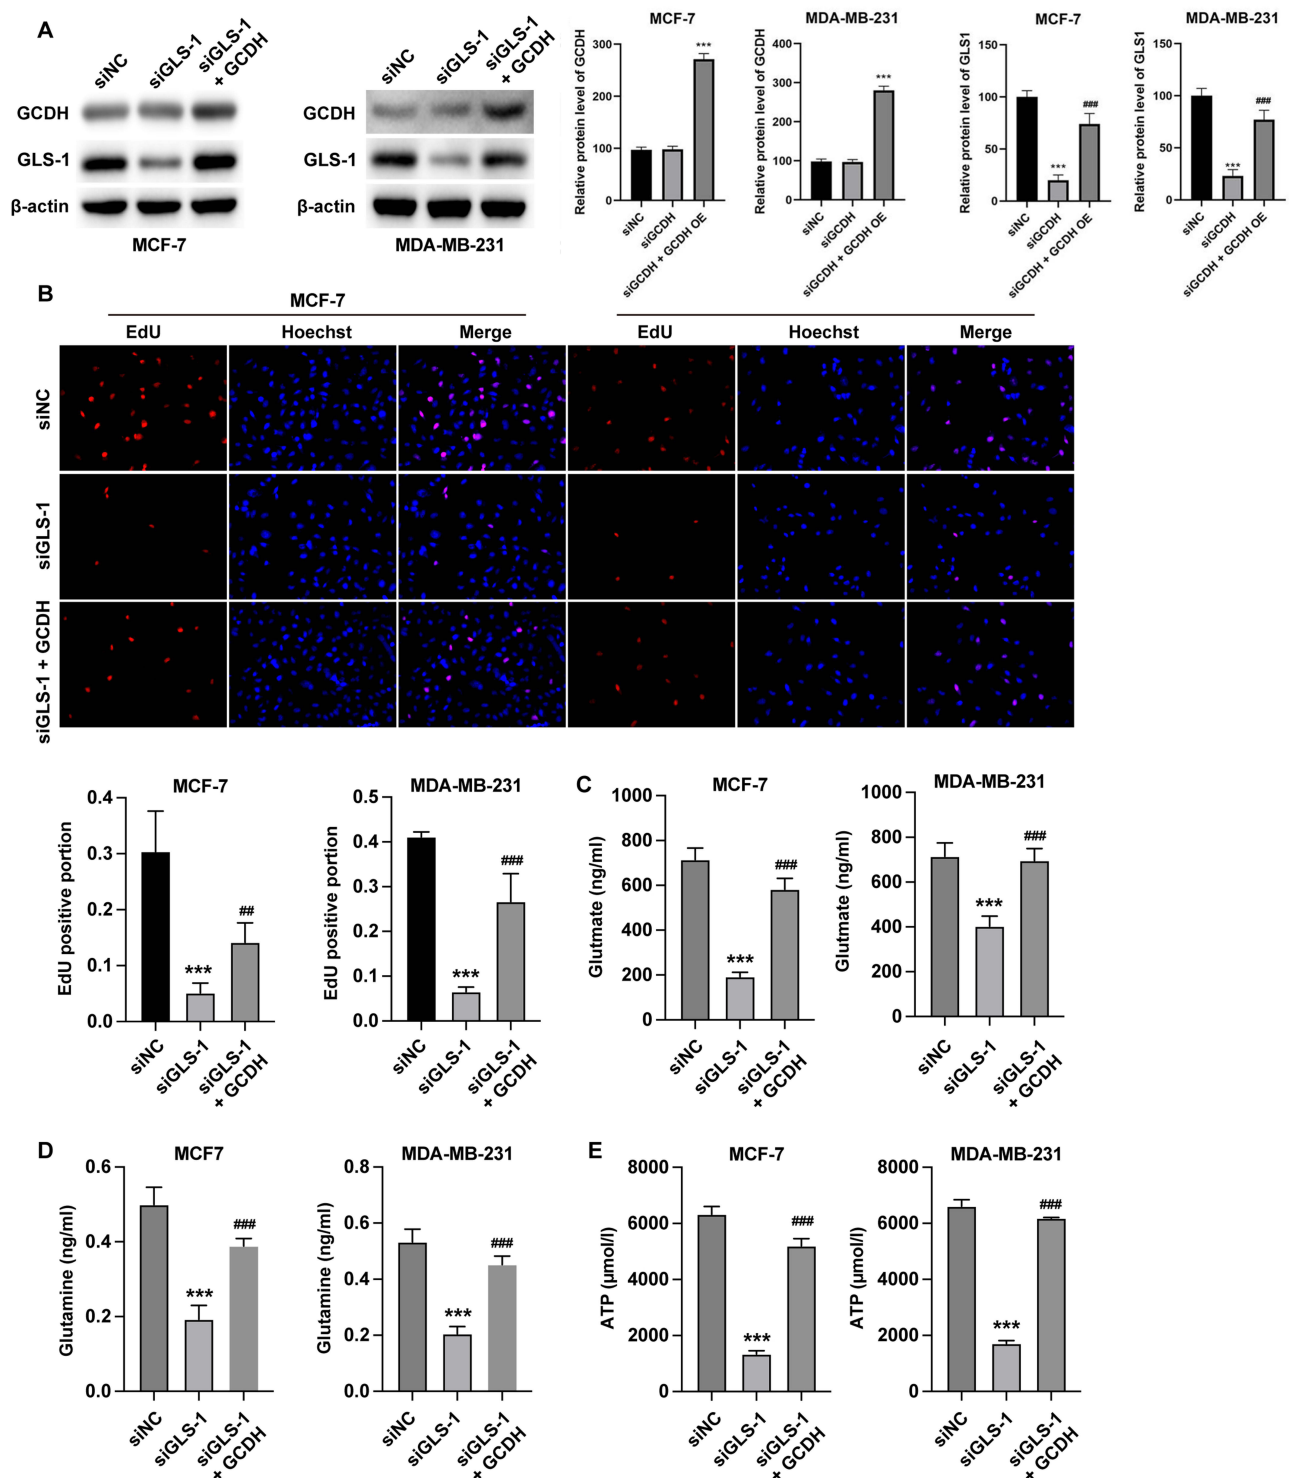 A
siNC
siGLS-1
siGLS-1
+ GCDH
GCDH
GLS-1
β-actin
MCF-7
siNC
siGLS-1
siGLS-1
+ GCDH
GCDH
GLS-1
β-actin
MDA-MB-231
MCF-7
Relative protein level of GCDH
300
200
100
0
***
siNC
siGCDH
siGCDH + GCDH OE
MDA-MB-231
Relative protein level of GCDH
400
300
200
100
0
***
siNC
siGCDH
siGCDH + GCDH OE
MCF-7
Relative protein level of GLS1
150
100
50
0
***
###
siNC
siGCDH
siGCDH + GCDH OE
MDA-MB-231
Relative protein level of GLS1
150
100
50
0
***
###
siNC
siGCDH
siGCDH + GCDH OE
B
MCF-7
EdU Hoechst Merge EdU Hoechst Merge
siNC
siGLS-1
siGLS-1 + GCDH
MCF-7
EdU positive portion
0.4
0.3
0.2
0.1
0.0
***
##
siNC
siGLS-1
siGLS-1
+ GCDH
MDA-MB-231
EdU positive portion
0.5
0.4
0.3
0.2
0.1
0.0
***
###
siNC
siGLS-1
siGLS-1
+ GCDH
C
MCF-7
Glutmate (ng/ml)
1000
800
600
400
200
0
***
###
siNC
siGLS-1
siGLS-1
+ GCDH
MDA-MB-231
Glutmate (ng/ml)
1000
800
600
400
200
0
***
###
siNC
siGLS-1
siGLS-1
+ GCDH
D
MCF7
Glutamine (ng/ml)
0.6
0.4
0.2
0.0
***
###
siNC
siGLS-1
siGLS-1
+ GCDH
MDA-MB-231
Glutamine (ng/ml)
0.8
0.6
0.4
0.2
0.0
***
###
siNC
siGLS-1
siGLS-1
+ GCDH
E
MCF-7
ATP (µmol/l)
8000
6000
4000
2000
0
***
###
siNC
siGLS-1
siGLS-1
+ GCDH
MDA-MB-231
ATP (µmol/l)
8000
6000
4000
2000
0
***
###
siNC
siGLS-1
siGLS-1
+ GCDH